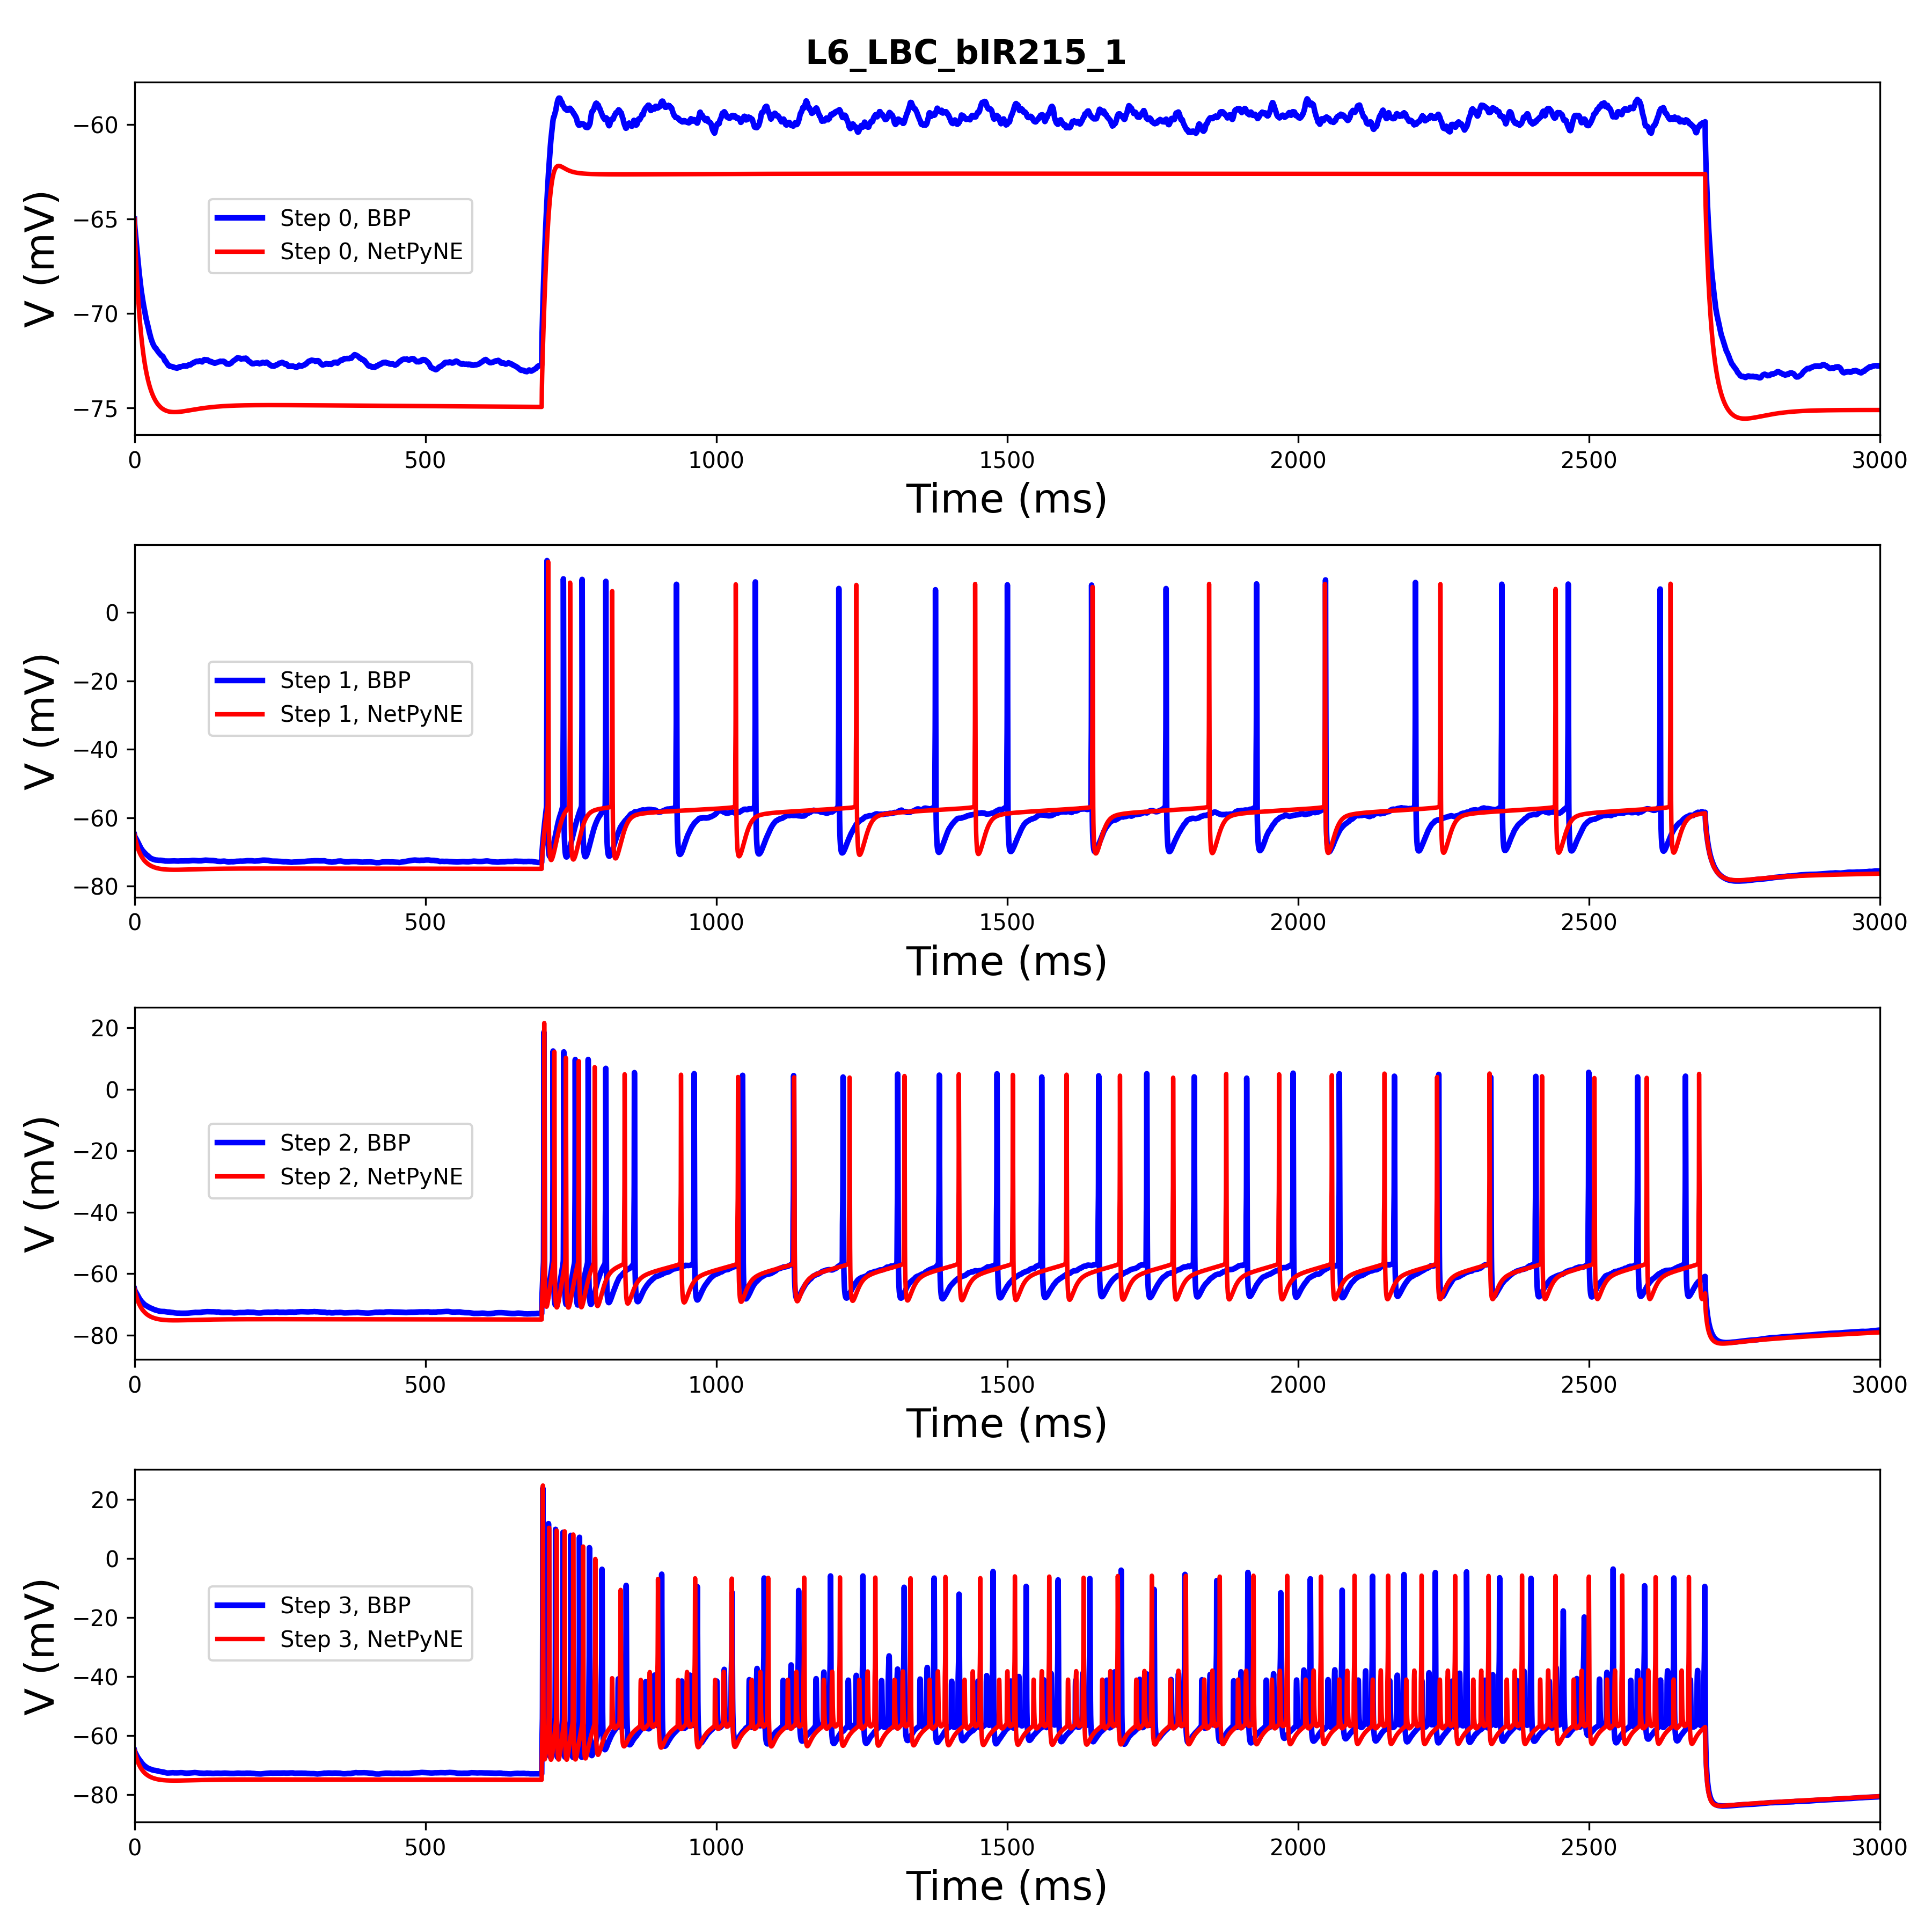 L6_LBC_bIR215_1
−60
−65
−70
−75
V (mV)
Step 0, BBP
Step 0, NetPyNE
0 500 1000 1500 2000 2500 3000
Time (ms)
0
−20
−40
−60
−80
V (mV)
Step 1, BBP
Step 1, NetPyNE
0 500 1000 1500 2000 2500 3000
Time (ms)
20
0
−20
−40
−60
−80
V (mV)
Step 2, BBP
Step 2, NetPyNE
0 500 1000 1500 2000 2500 3000
Time (ms)
20
0
−20
−40
−60
−80
V (mV)
Step 3, BBP
Step 3, NetPyNE
0 500 1000 1500 2000 2500 3000
Time (ms)